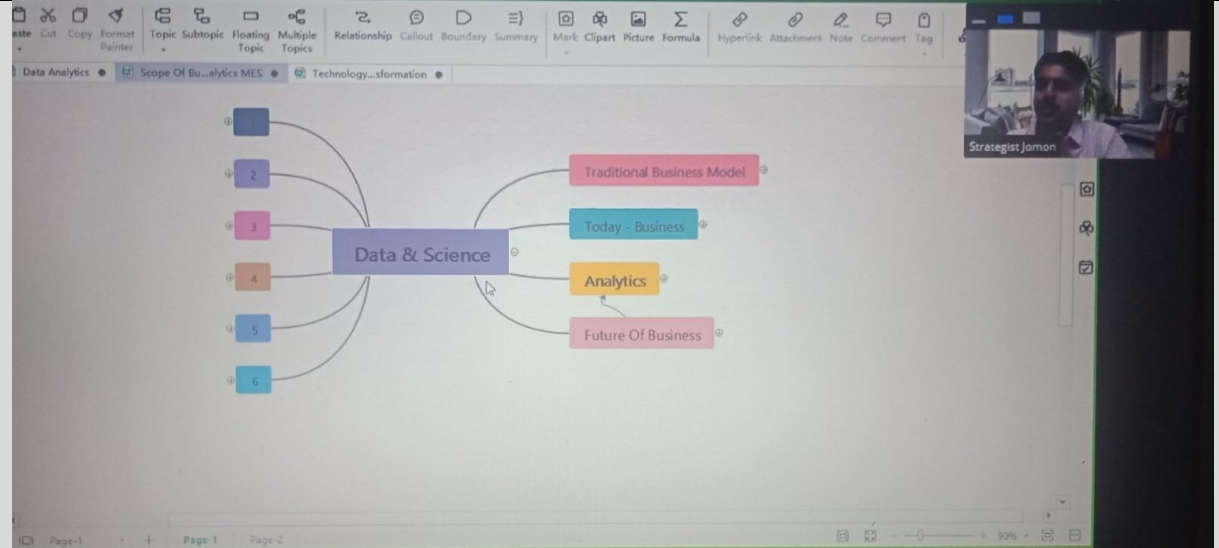 aste Cut Copy Format Painter Topic Subtopic Floating Topic Multiple Topics Relationship Callout Boundary Summary Mark Clipart Picture Formula Hyperlink Attachment Note Comment Tag
Data Analytics Scope Of Bu...alytics MES Technology...sformation
Strategist Jomon
2
3
4
5
6
Data & Science
Traditional Business Model
Today - Business
Analytics
Future Of Business
Page-1 Page-1 Page-2 90%